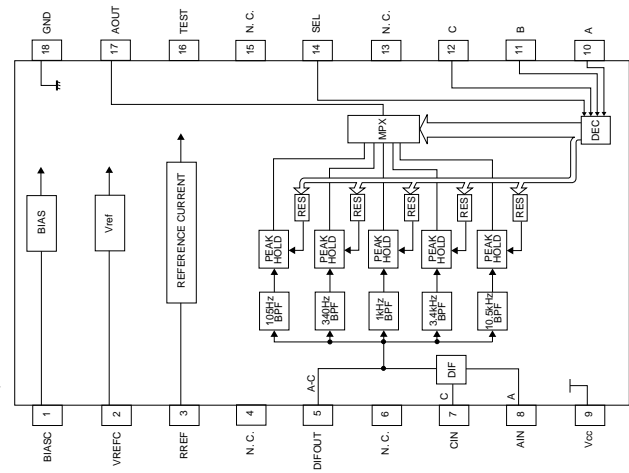 GND
AOUT
TEST
N. C.
SEL
N. C.
C
B
A
18
17
16
15
14
13
12
11
10
BIAS
Vref
REFERENCE CURRENT
MPX
DEC
RES
RES
RES
RES
RES
PEAK
HOLD
PEAK
HOLD
PEAK
HOLD
PEAK
HOLD
PEAK
HOLD
105Hz
BPF
340Hz
BPF
1kHz
BPF
3.4kHz
BPF
10.5kHz
BPF
A-C
DIF
C
A
1
2
3
4
5
6
7
8
9
BIASC
VREFC
RREF
N. C.
DIFOUT
N. C.
CIN
AIN
Vcc